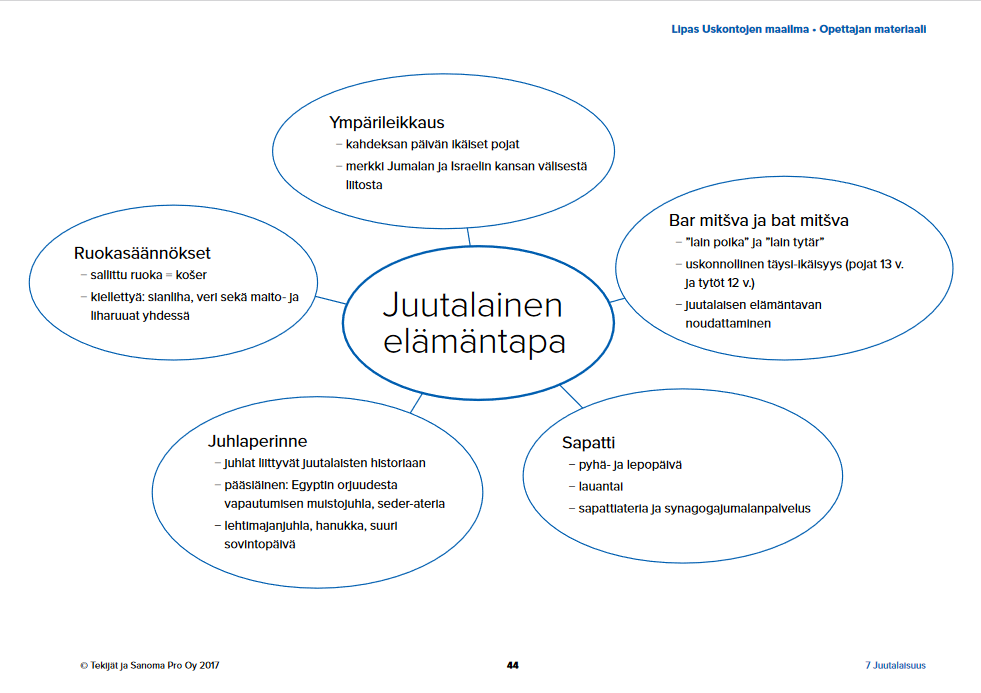 Lipas Uskontojen maailma • Opettajan materiaali
Ympärileikkaus
– kahdeksan päivän ikäiset pojat
– merkki Jumalan ja Israelin kansan välisestä
liitosta
Bar mitšva ja bat mitšva
– ”lain poika” ja ”lain tytär”
– uskonnollinen täysi-ikäisyys (pojat 13 v.
ja tytöt 12 v.)
– juutalaisen elämäntavan
noudattaminen
Ruokasäännökset
– sallittu ruoka = košer
– kiellettyä: sianliha, veri sekä maito- ja
liharuuat yhdessä
Juutalainen
elämäntapa
Juhlaperinne
– juhlat liittyvät juutalaisten historiaan
– pääsiäinen: Egyptin orjuudesta
vapautumisen muistojuhla, seder-ateria
– lehtimajanjuhla, hanukka, suuri
sovintopäivä
Sapatti
– pyhä- ja lepopäivä
– lauantai
– sapattiateria ja synagogajumalanpalvelus
© Tekijät ja Sanoma Pro Oy 2017
44
7 Juutalaisuus